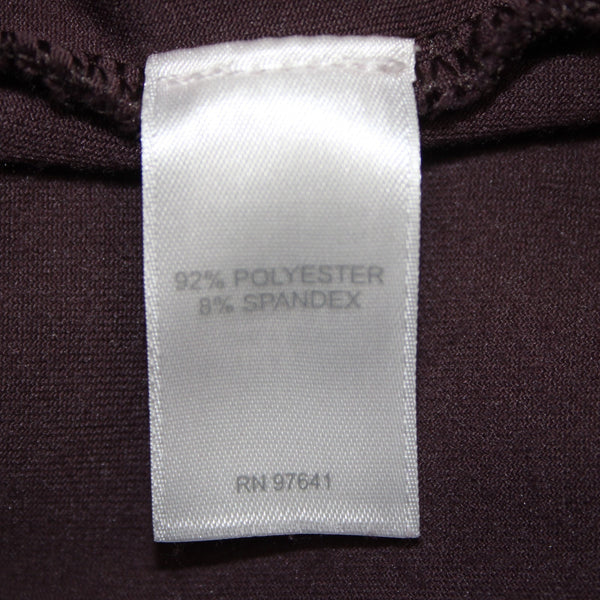 92% POLYESTER
8% SPANDEX
RN 97641